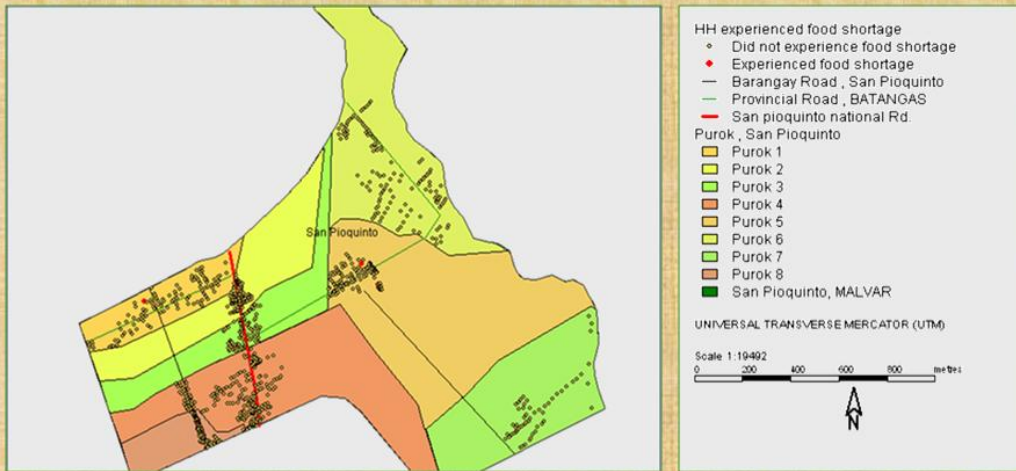 San Pioquinto
HH experienced food shortage
Did not experience food shortage
Experienced food shortage
Barangay Road , San Pioquinto
Provincial Road , BATANGAS
San pioquinto national Rd.
Purok , San Pioquinto
Purok 1
Purok 2
Purok 3
Purok 4
Purok 5
Purok 6
Purok 7
Purok 8
San Pioquinto, MALVAR
UNIVERSAL TRANSVERSE MERCATOR (UTM)
Scale 1:19492
0 200 400 600 800 metres
N